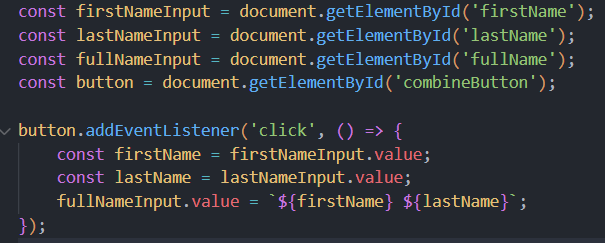 const firstNameInput = document.getElementById('firstName');
const lastNameInput = document.getElementById('lastName');
const fullNameInput = document.getElementById('fullName');
const button = document.getElementById('combineButton');

button.addEventListener('click', () => {
    const firstName = firstNameInput.value;
    const lastName = lastNameInput.value;
    fullNameInput.value = `${firstName} ${lastName}`;
});